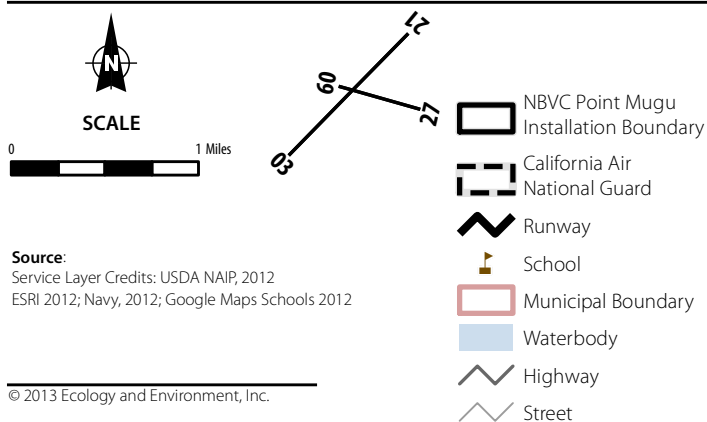 N
SCALE
0 1 Miles
21
09
27
03
NBVC Point Mugu
Installation Boundary
California Air
National Guard
Runway
School
Municipal Boundary
Waterbody
Highway
Street
Source:
Service Layer Credits: USDA NAIP, 2012
ESRI 2012; Navy, 2012; Google Maps Schools 2012
© 2013 Ecology and Environment, Inc.